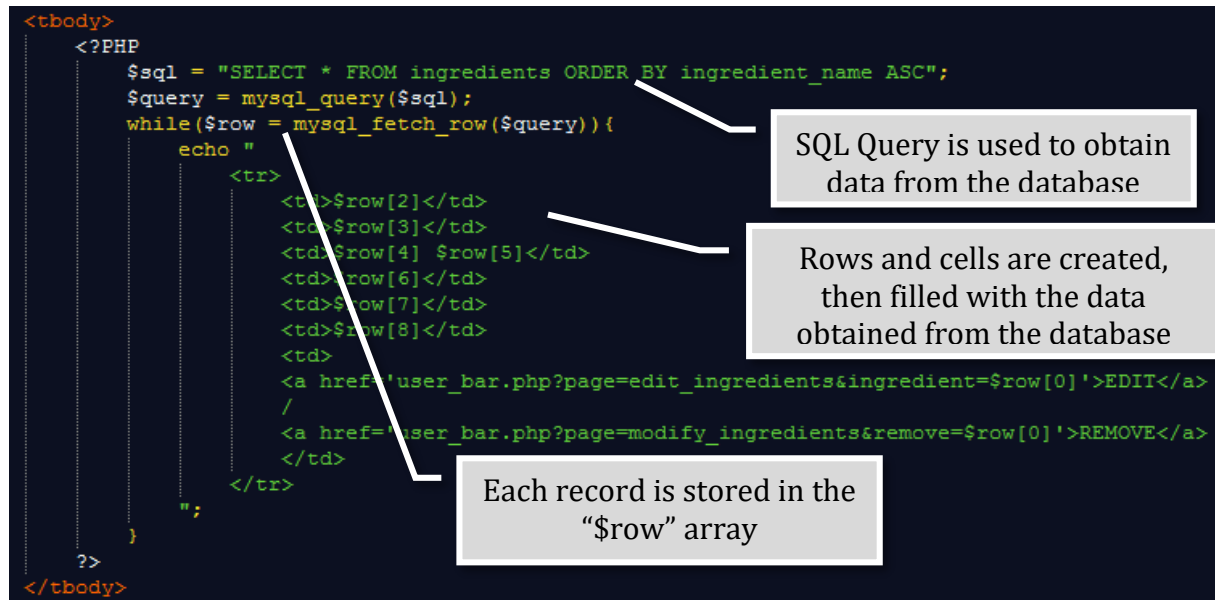 <tbody>
<?PHP
$sql = "SELECT * FROM ingredients ORDER BY ingredient_name ASC";
$query = mysql_query($sql);
while($row = mysql_fetch_row($query)){
echo "
<tr>
<td>$row[2]</td>
<td>$row[3]</td>
<td>$row[4] $row[5]</td>
<td>$row[6]</td>
<td>$row[7]</td>
<td>$row[8]</td>
<td>
<a href='user_bar.php?page=edit_ingredients&ingredient=$row[0]'>EDIT</a>
/
<a href='user_bar.php?page=modify_ingredients&remove=$row[0]'>REMOVE</a>
</td>
</tr>
";
}
?>
</tbody>
SQL Query is used to obtain
data from the database
Rows and cells are created,
then filled with the data
obtained from the database
Each record is stored in the
“$row” array